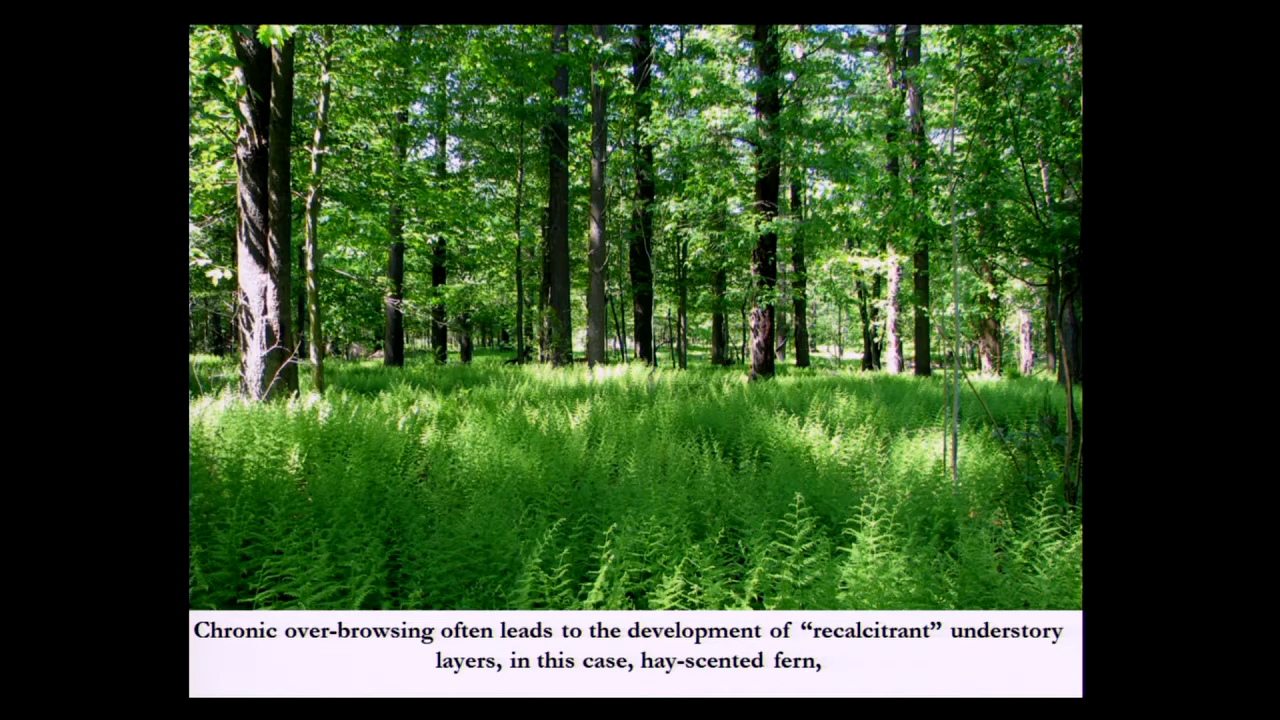 Chronic over-browsing often leads to the development of “recalcitrant” understory
layers, in this case, hay-scented fern,